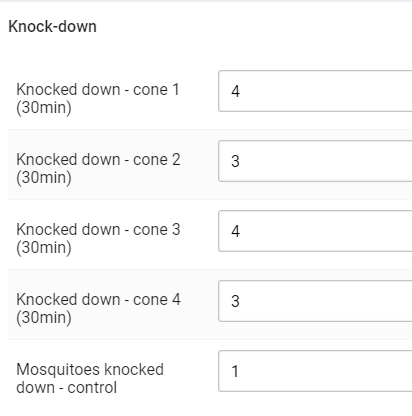 Knock-down
Knocked down - cone 1
(30min)
4
Knocked down - cone 2
(30min)
3
Knocked down - cone 3
(30min)
4
Knocked down - cone 4
(30min)
3
Mosquitoes knocked
down - control
1